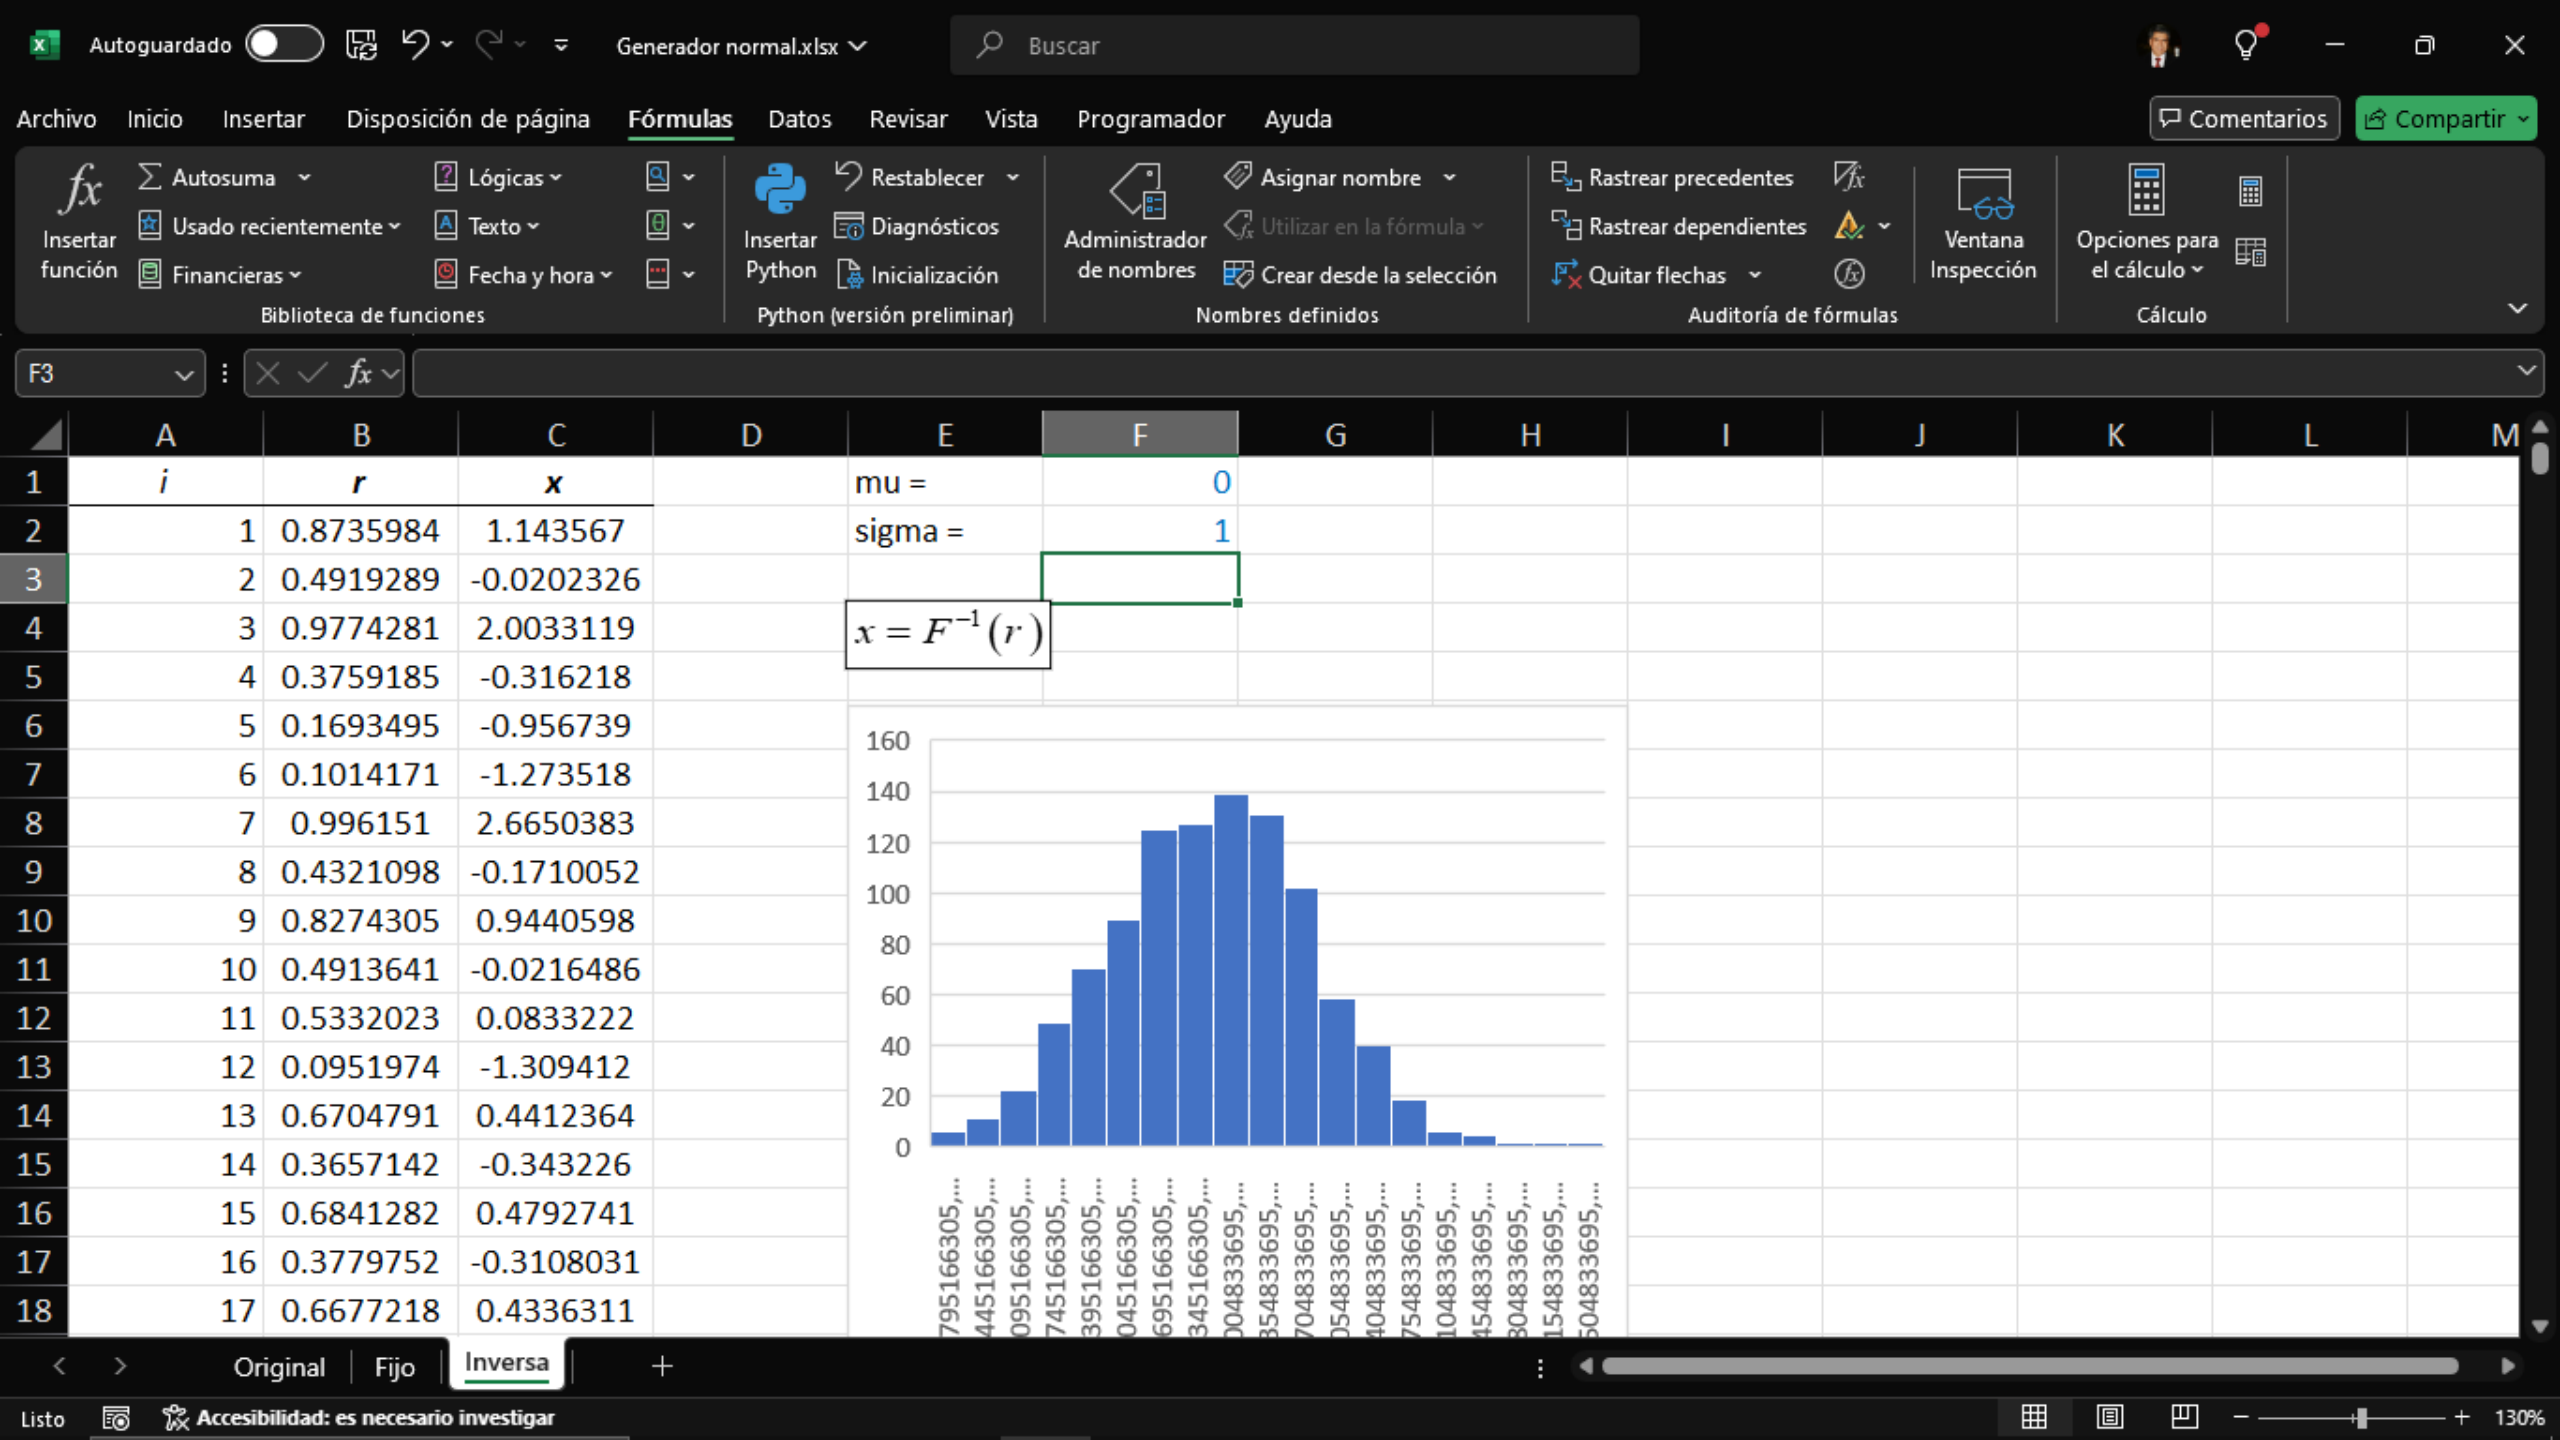 Autoguardado
Generador normal.xlsx
Buscar
Archivo Inicio Insertar Disposición de página Fórmulas Datos Revisar Vista Programador Ayuda
Comentarios Compartir
fx Insertar función
Autosuma
Usado recientemente
Financieras
Lógicas
Texto
Fecha y hora
Biblioteca de funciones
Insertar Python
Restablecer
Diagnósticos
Inicialización
Python (versión preliminar)
Administrador de nombres
Asignar nombre
Utilizar en la fórmula
Crear desde la selección
Nombres definidos
Rastrear precedentes
Rastrear dependientes
Quitar flechas
Auditoría de fórmulas
Ventana Inspección
Opciones para el cálculo
Cálculo
F3 fx
A B C D E F G H I J K L M
1 i r x mu = 0
2 1 0.8735984 1.143567 sigma = 1
3 2 0.4919289 -0.0202326
4 3 0.9774281 2.0033119 x = F⁻¹(r)
5 4 0.3759185 -0.316218
6 5 0.1693495 -0.956739
7 6 0.1014171 -1.273518
8 7 0.996151 2.6650383
9 8 0.4321098 -0.1710052
10 9 0.8274305 0.9440598
11 10 0.4913641 -0.0216486
12 11 0.5332023 0.0833222
13 12 0.0951974 -1.309412
14 13 0.6704791 0.4412364
15 14 0.3657142 -0.343226
16 15 0.6841282 0.4792741
17 16 0.3779752 -0.3108031
18 17 0.6677218 0.4336311
160
140
120
100
80
60
40
20
0
Original Fijo Inversa
Listo Accesibilidad: es necesario investigar 130%